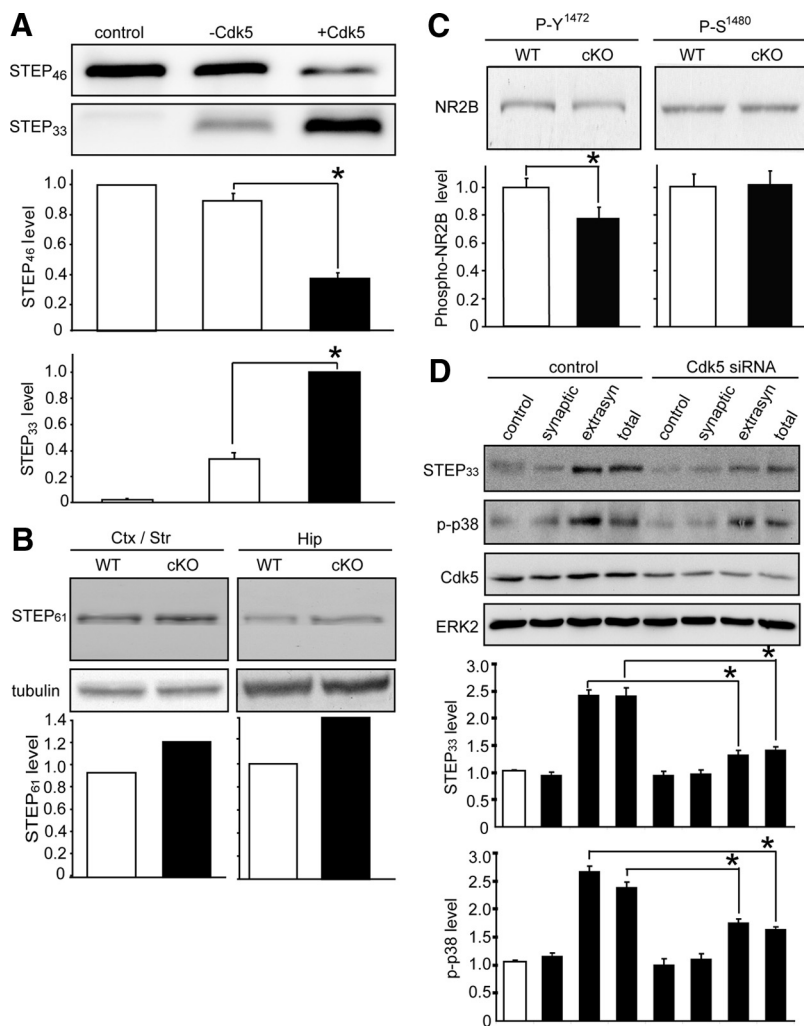 A
control -Cdk5 +Cdk5
STEP46
STEP33
1.0
0.8
0.6
0.4
0.2
0
STEP46 level
*
1.0
0.8
0.6
0.4
0.2
0
STEP33 level
*
B
Ctx / Str Hip
WT cKO WT cKO
STEP61
tubulin
1.4
1.2
1.0
0.8
0.6
0.4
0.2
0
STEP61 level
C
P-Y1472 P-S1480
WT cKO WT cKO
NR2B
1.0
0.8
0.6
0.4
0.2
0
Phospho-NR2B level
*
D
control Cdk5 siRNA
control synaptic extrasyn total control synaptic extrasyn total
STEP33
p-p38
Cdk5
ERK2
3.0
2.5
2.0
1.5
1.0
0.5
0
STEP33 level
* *
3.0
2.5
2.0
1.5
1.0
0.5
0
p-p38 level
* *